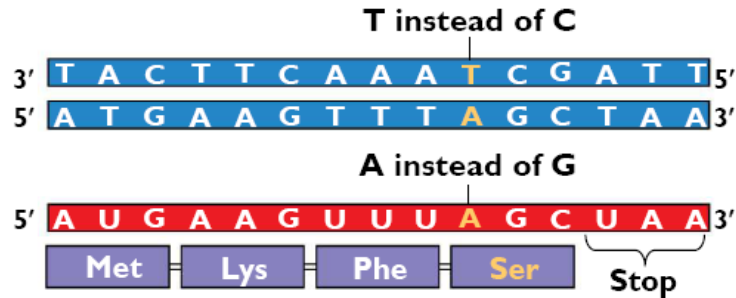 T instead of C
3′ T A C T T C A A A T C G A T T 5′
5′ A T G A A G T T T A G C T A A 3′
A instead of G
5′ A U G A A G U U U A G C U A A 3′
Met Lys Phe Ser Stop